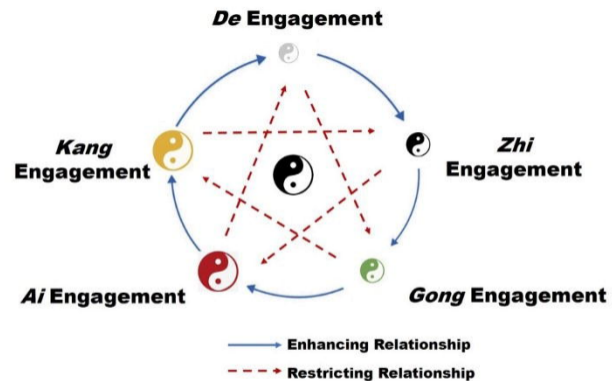 De Engagement
Kang
Engagement
Zhi
Engagement
Ai Engagement
Gong Engagement
Enhancing Relationship
Restricting Relationship